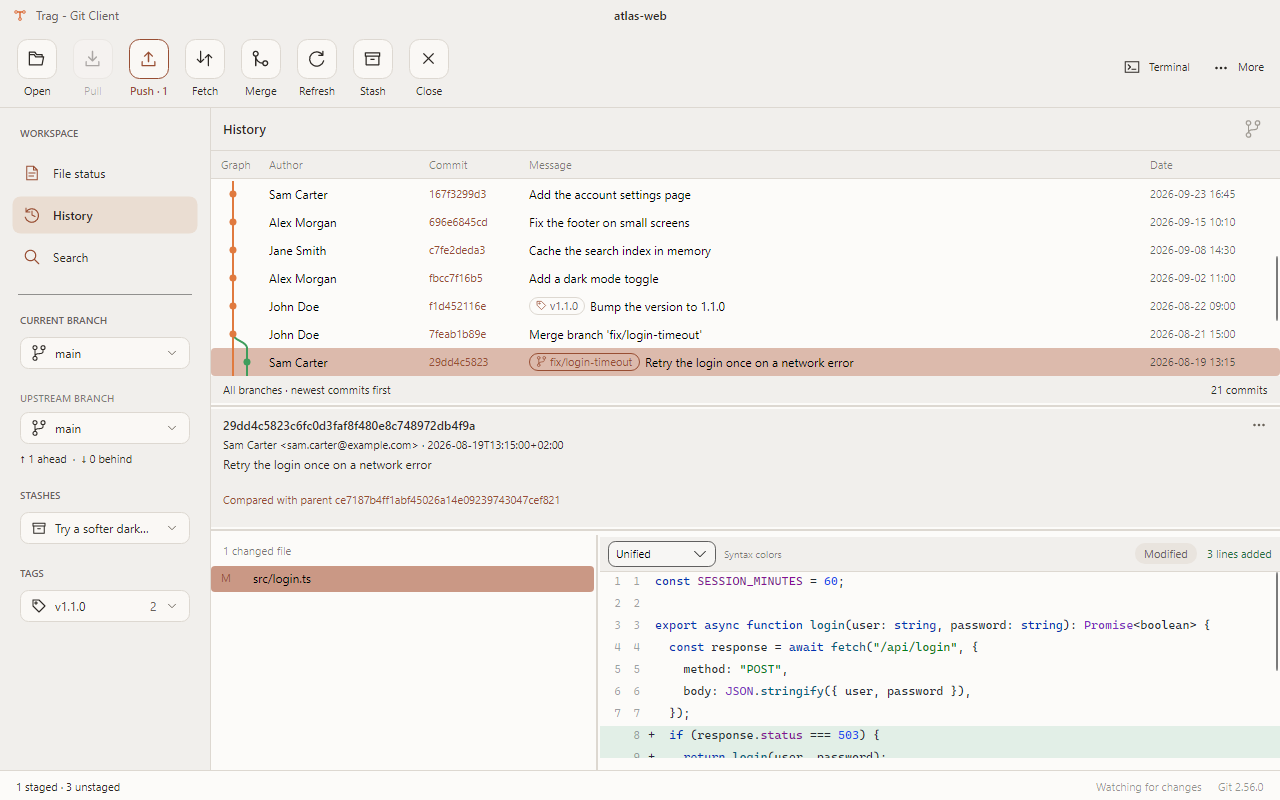 Trag - Git Client
atlas-web
Open
Pull
Push · 1
Fetch
Merge
Refresh
Stash
Close
Terminal
More
WORKSPACE
File status
History
Search
CURRENT BRANCH
main
UPSTREAM BRANCH
main
↑ 1 ahead · ↓ 0 behind
STASHES
Try a softer dark...
TAGS
v1.1.0 2
History
Graph Author Commit Message Date
Sam Carter 167f3299d3 Add the account settings page 2026-09-23 16:45
Alex Morgan 696e6845cd Fix the footer on small screens 2026-09-15 10:10
Jane Smith c7fe2deda3 Cache the search index in memory 2026-09-08 14:30
Alex Morgan fbcc7f16b5 Add a dark mode toggle 2026-09-02 11:00
John Doe f1d452116e v1.1.0 Bump the version to 1.1.0 2026-08-22 09:00
John Doe 7feab1b89e Merge branch 'fix/login-timeout' 2026-08-21 15:00
Sam Carter 29dd4c5823 fix/login-timeout Retry the login once on a network error 2026-08-19 13:15
All branches · newest commits first 21 commits
29dd4c5823c6fc0d3faf8f480e8c748972db4f9a
Sam Carter <sam.carter@example.com> · 2026-08-19T13:15:00+02:00
Retry the login once on a network error
Compared with parent ce7187b4ff1abf45026a14e09239743047cef821
1 changed file
M src/login.ts
Unified Syntax colors Modified 3 lines added
1 1 const SESSION_MINUTES = 60;
2 2
3 3 export async function login(user: string, password: string): Promise<boolean> {
4 4 const response = await fetch("/api/login", {
5 5 method: "POST",
6 6 body: JSON.stringify({ user, password }),
7 7 });
8 + if (response.status === 503) {
9 + return login(user, password);
1 staged · 3 unstaged
Watching for changes Git 2.56.0